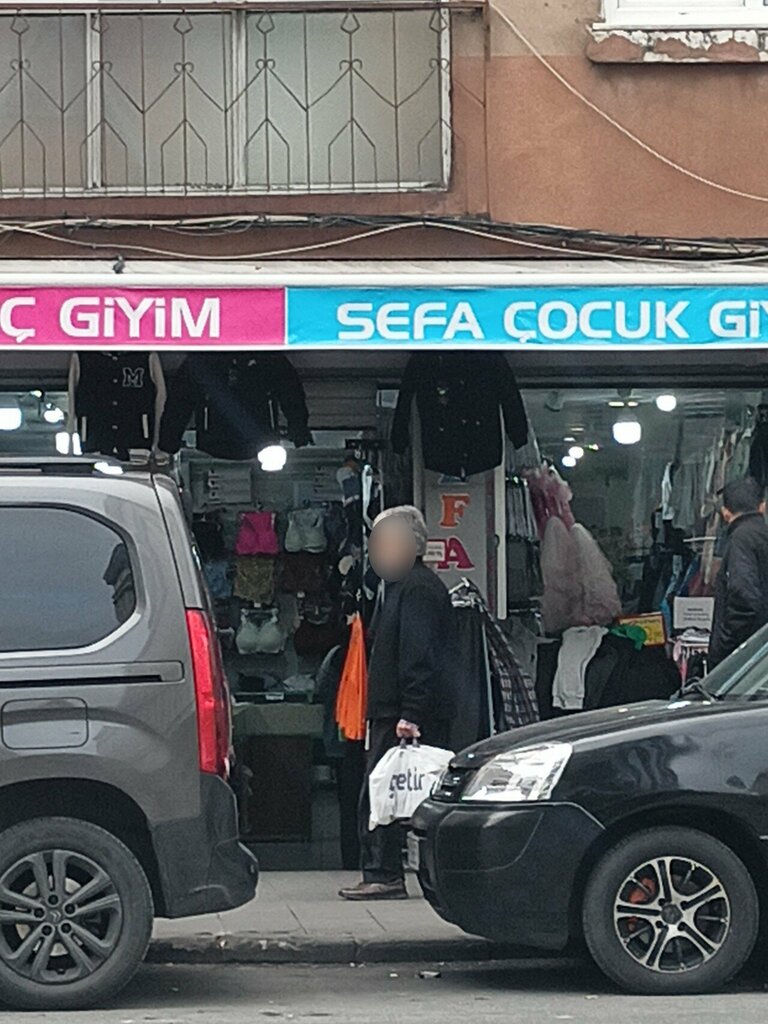 Ç GİYİM
SEFA ÇOCUK Gİ
M
F
A
getir